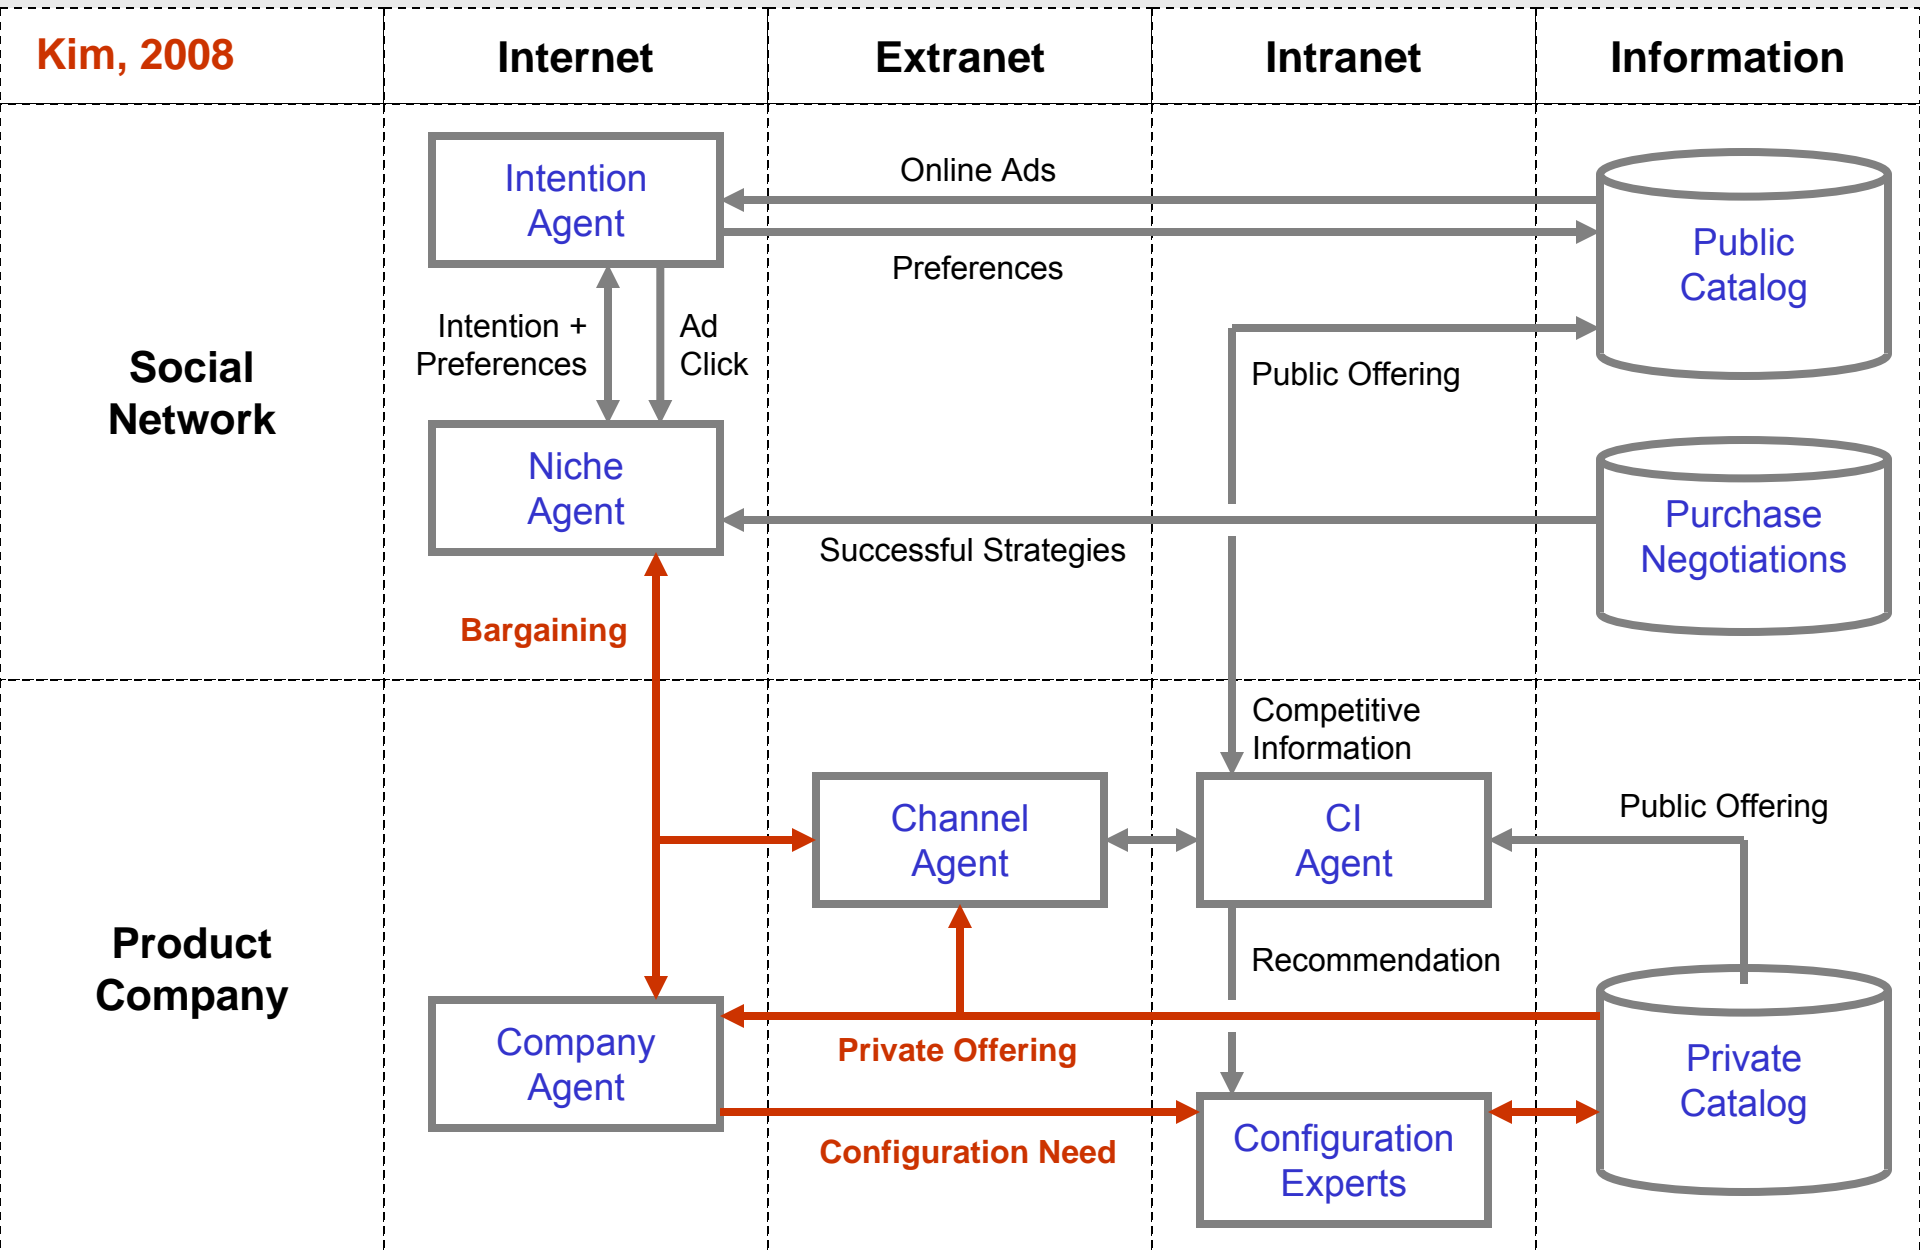 Kim, 2008
Internet
Extranet
Intranet
Information
Social
Network
Intention
Agent
Online Ads
Preferences
Public
Catalog
Intention +
Preferences
Ad
Click
Public Offering
Niche
Agent
Successful Strategies
Purchase
Negotiations
Bargaining
Product
Company
Competitive
Information
Channel
Agent
CI
Agent
Public Offering
Recommendation
Company
Agent
Private Offering
Configuration Need
Configuration
Experts
Private
Catalog